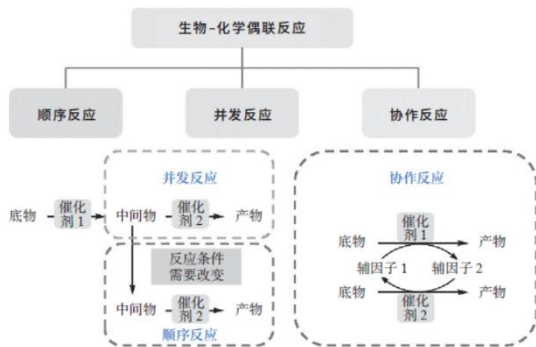 生物-化学偶联反应
顺序反应
并发反应
协作反应
并发反应
底物
催化
剂 1
中间物
催化
剂 2
产物
反应条件
需要改变
中间物
催化
剂 2
产物
顺序反应
协作反应
底物
催化
剂 1
产物
辅因子 1
辅因子 2
底物
催化
剂 2
产物